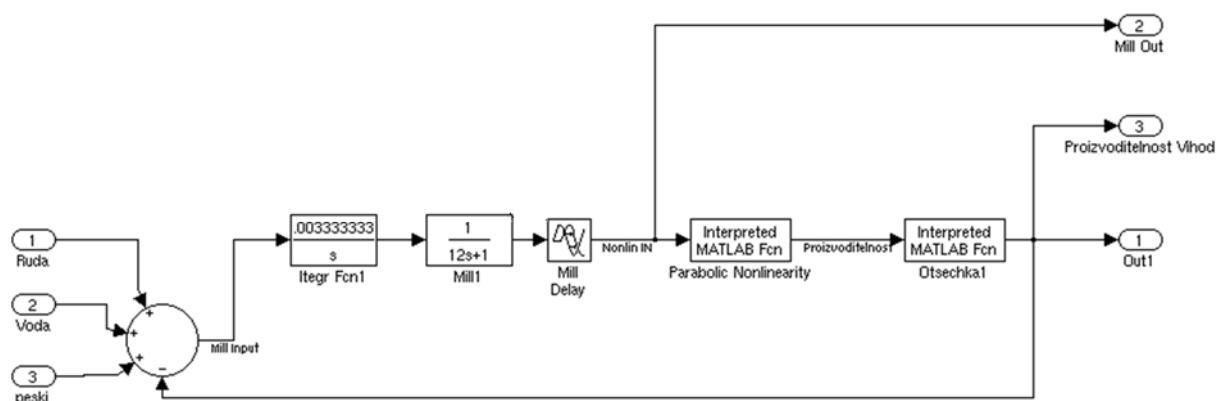 2
Mill Out
3
Proizvoditelnost Vihod
.003333333
s
Itegr Fcn1
1
12s+1
Mill1
Mill
Delay
Nonlin IN
Interpreted
MATLAB Fcn
Parabolic Nonlinearity
Proizvoditelnost
Interpreted
MATLAB Fcn
Otsechka1
1
Out1
1
Ruda
2
Voda
3
peski
+
+
+
−
Mill Input